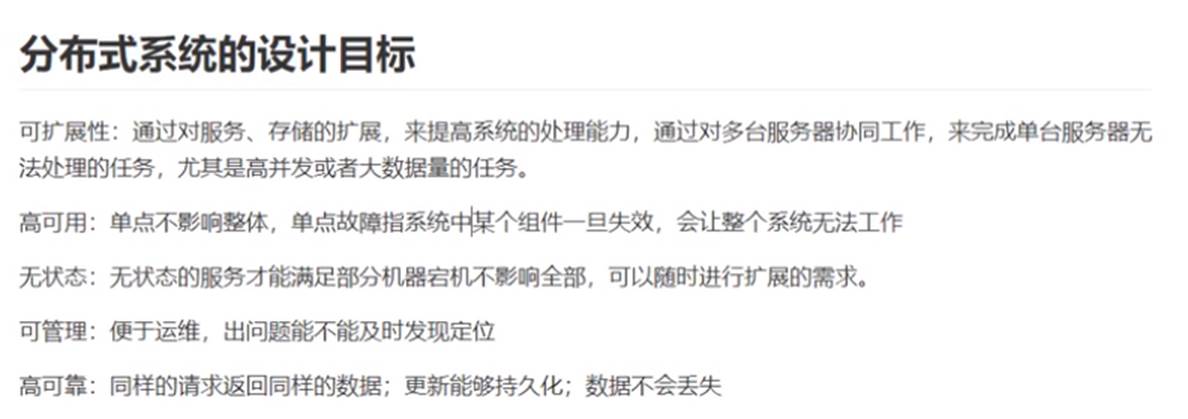 分布式系统的设计目标
可扩展性：通过对服务、存储的扩展，来提高系统的处理能力，通过对多台服务器协同工作，来完成单台服务器无
法处理的任务，尤其是高并发或者大数据量的任务。
高可用：单点不影响整体，单点故障指系统中某个组件一旦失效，会让整个系统无法工作
无状态：无状态的服务才能满足部分机器宕机不影响全部，可以随时进行扩展的需求。
可管理：便于运维，出问题能不能及时发现定位
高可靠：同样的请求返回同样的数据；更新能够持久化；数据不会丢失